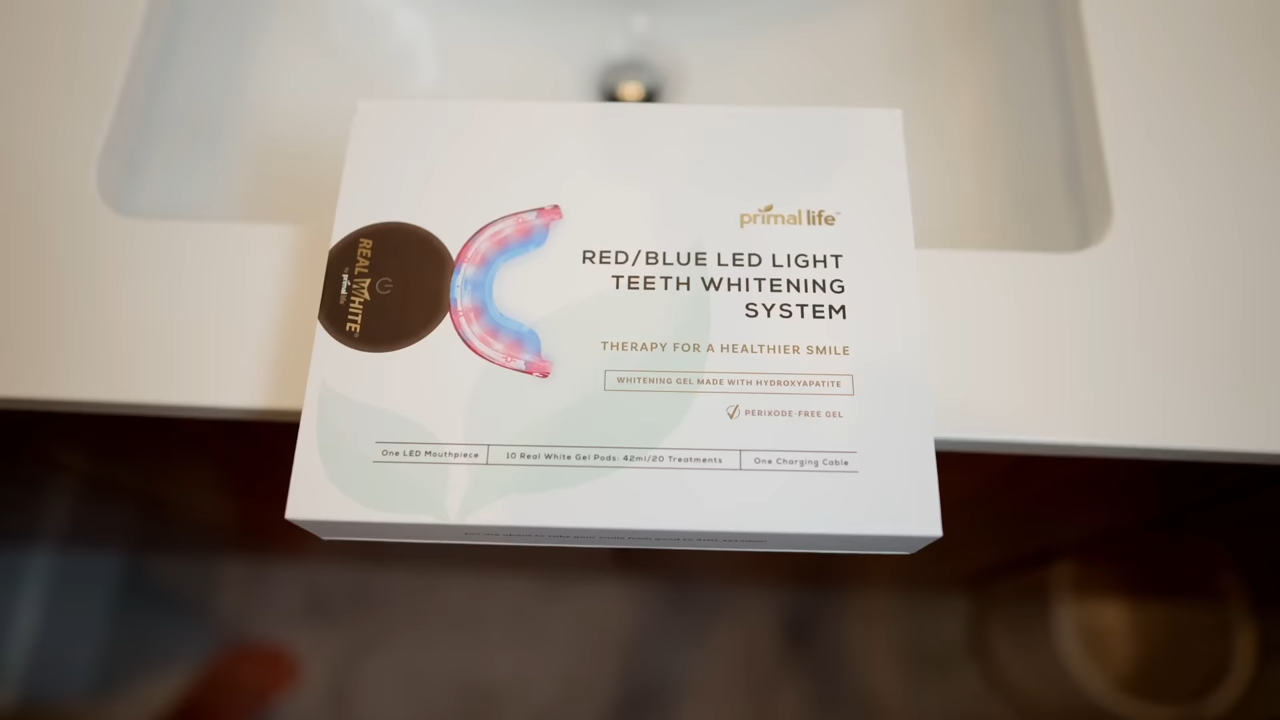 primal life™
RED/BLUE LED LIGHT
TEETH WHITENING
SYSTEM
THERAPY FOR A HEALTHIER SMILE
WHITENING GEL MADE WITH HYDROXYAPATITE
PERIXODE-FREE GEL
REAL WHITE®
by primal life
One LED Mouthpiece
10 Real White Gel Pods: 42ml/20 Treatments
One Charging Cable